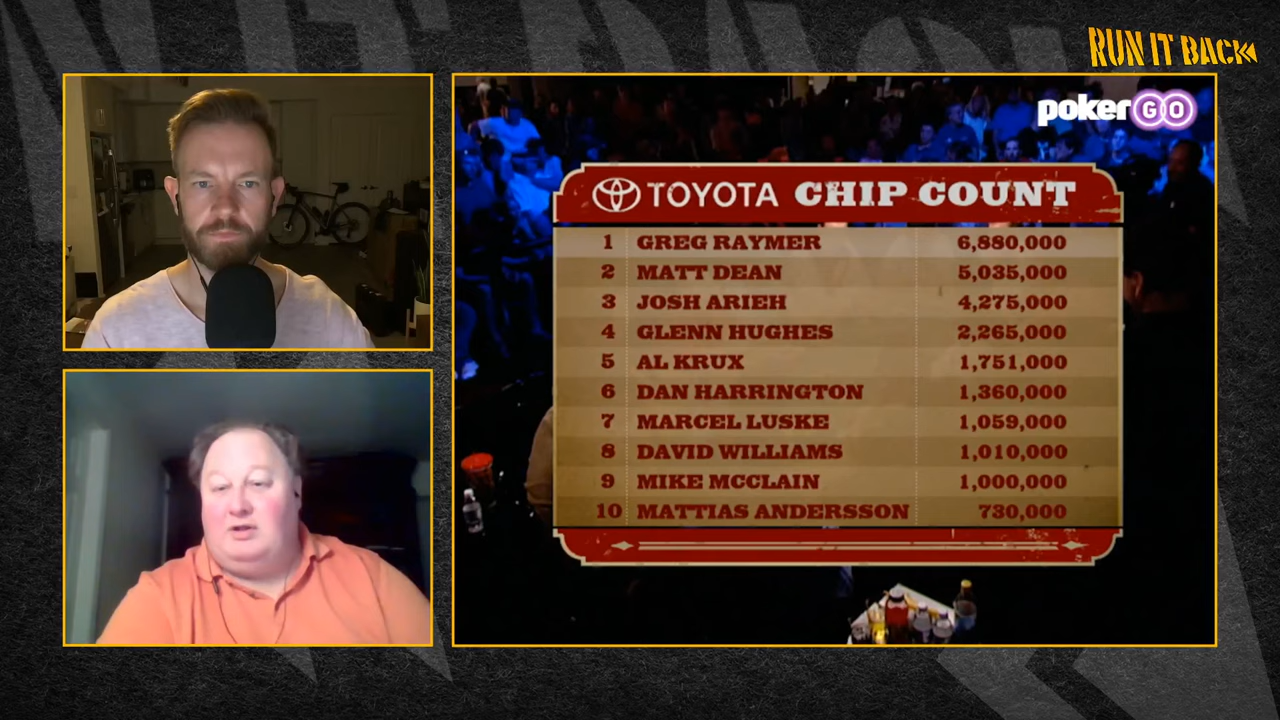 RUN IT BACK
pokerGO
TOYOTA CHIP COUNT
1 GREG RAYMER 6,880,000
2 MATT DEAN 5,035,000
3 JOSH ARIEH 4,275,000
4 GLENN HUGHES 2,265,000
5 AL KRUX 1,751,000
6 DAN HARRINGTON 1,360,000
7 MARCEL LUSKE 1,059,000
8 DAVID WILLIAMS 1,010,000
9 MIKE MCCLAIN 1,000,000
10 MATTIAS ANDERSSON 730,000